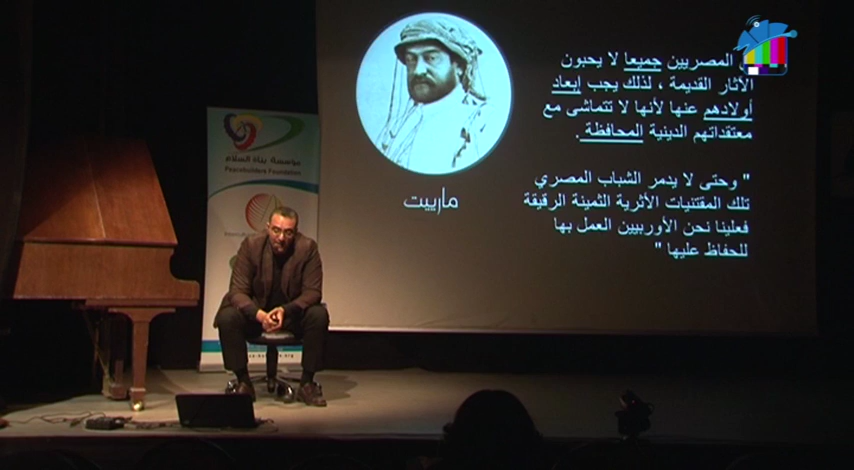 المصريين جميعا لا يحبون
الآثار القديمة ، لذلك يجب إبعاد
أولادهم عنها لأنها لا تتماشى مع
معتقداتهم الدينية المحافظة .
" وحتى لا يدمر الشباب المصري
تلك المقتنيات الأثرية الثمينة الرقيقة
فعلينا نحن الأوربيين العمل بها
للحفاظ عليها "
مارييت
مؤسسة بناة السلام
Peacebuilders Foundation